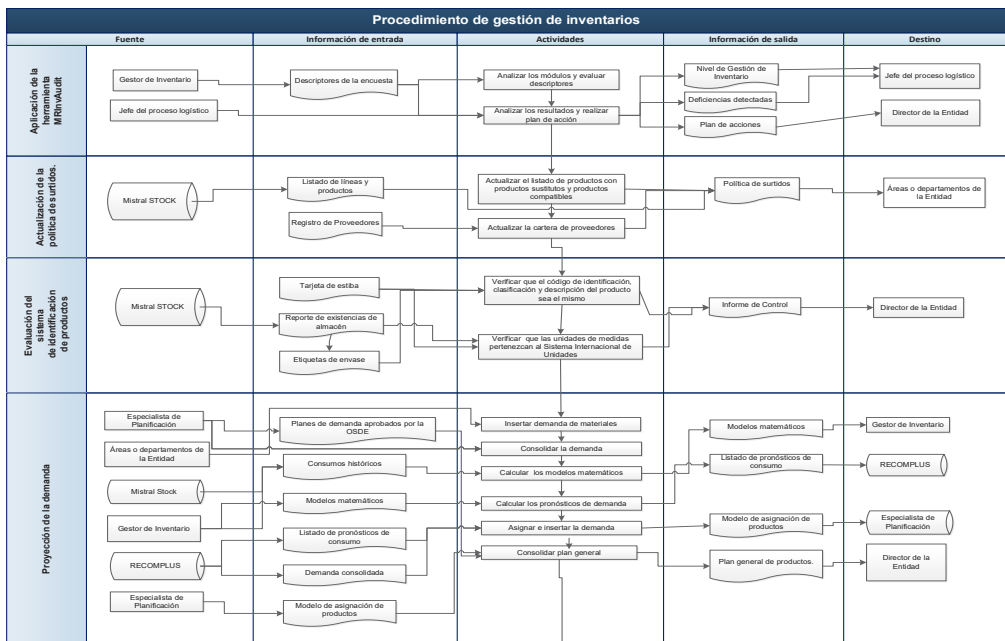 Procedimiento de gestión de inventarios
Fuente
Información de entrada
Actividades
Información de salida
Destino
Aplicación de la
herramienta
MRInvAudit
Gestor de Inventario
Jefe del proceso logístico
Descriptores de la encuesta
Analizar los módulos y evaluar
descriptores
Analizar los resultados y realizar
plan de acción
Nivel de Gestión de
Inventario
Deficiencias detectadas
Plan de acciones
Jefe del proceso logístico
Director de la Entidad
Actualización de la
política de surtidos.
Mistral STOCK
Listado de líneas y
productos
Registro de Proveedores
Actualizar el listado de productos con
productos sustitutos y productos
compatibles
Actualizar la cartera de proveedores
Política de surtidos
Áreas o departamentos de
la Entidad
Evaluación del
sistema
de identificación
de productos
Mistral STOCK
Tarjeta de estiba
Reporte de existencias de
almacén
Etiquetas de envase
Verificar que el código de identificación,
clasificación y descripción del producto
sea el mismo
Verificar que las unidades de medidas
pertenezcan al Sistema Internacional de
Unidades
Informe de Control
Director de la Entidad
Proyección de la demanda
Especialista de
Planificación
Áreas o departamentos de
la Entidad
Mistral Stock
Gestor de Inventario
RECOMPLUS
Especialista de
Planificación
Planes de demanda aprobados por la
OSDE
Consumos históricos
Modelos matemáticos
Listado de pronósticos de
consumo
Demanda consolidada
Modelo de asignación de
productos
Insertar demanda de materiales
Consolidar la demanda
Calcular los modelos matemáticos
Calcular los pronósticos de demanda
Asignar e insertar la demanda
Consolidar plan general
Modelos matemáticos
Listado de pronósticos de
consumo
Modelo de asignación de
productos
Plan general de productos.
Gestor de Inventario
RECOMPLUS
Especialista de
Planificación
Director de la
Entidad